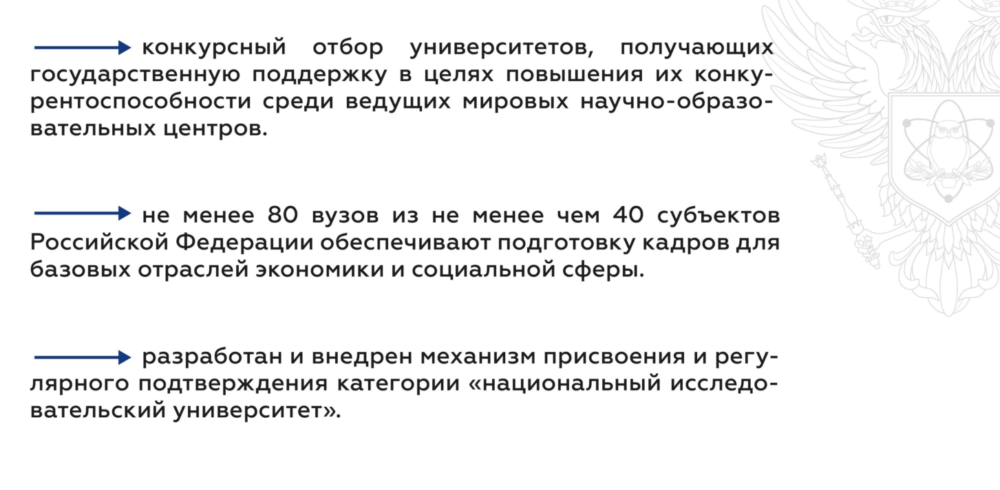 конкурсный отбор университетов, получающих
государственную поддержку в целях повышения их конку-
рентоспособности среди ведущих мировых научно-образо-
вательных центров.
не менее 80 вузов из не менее чем 40 субъектов
Российской Федерации обеспечивают подготовку кадров для
базовых отраслей экономики и социальной сферы.
разработан и внедрен механизм присвоения и регу-
лярного подтверждения категории «национальный исследо-
вательский университет».